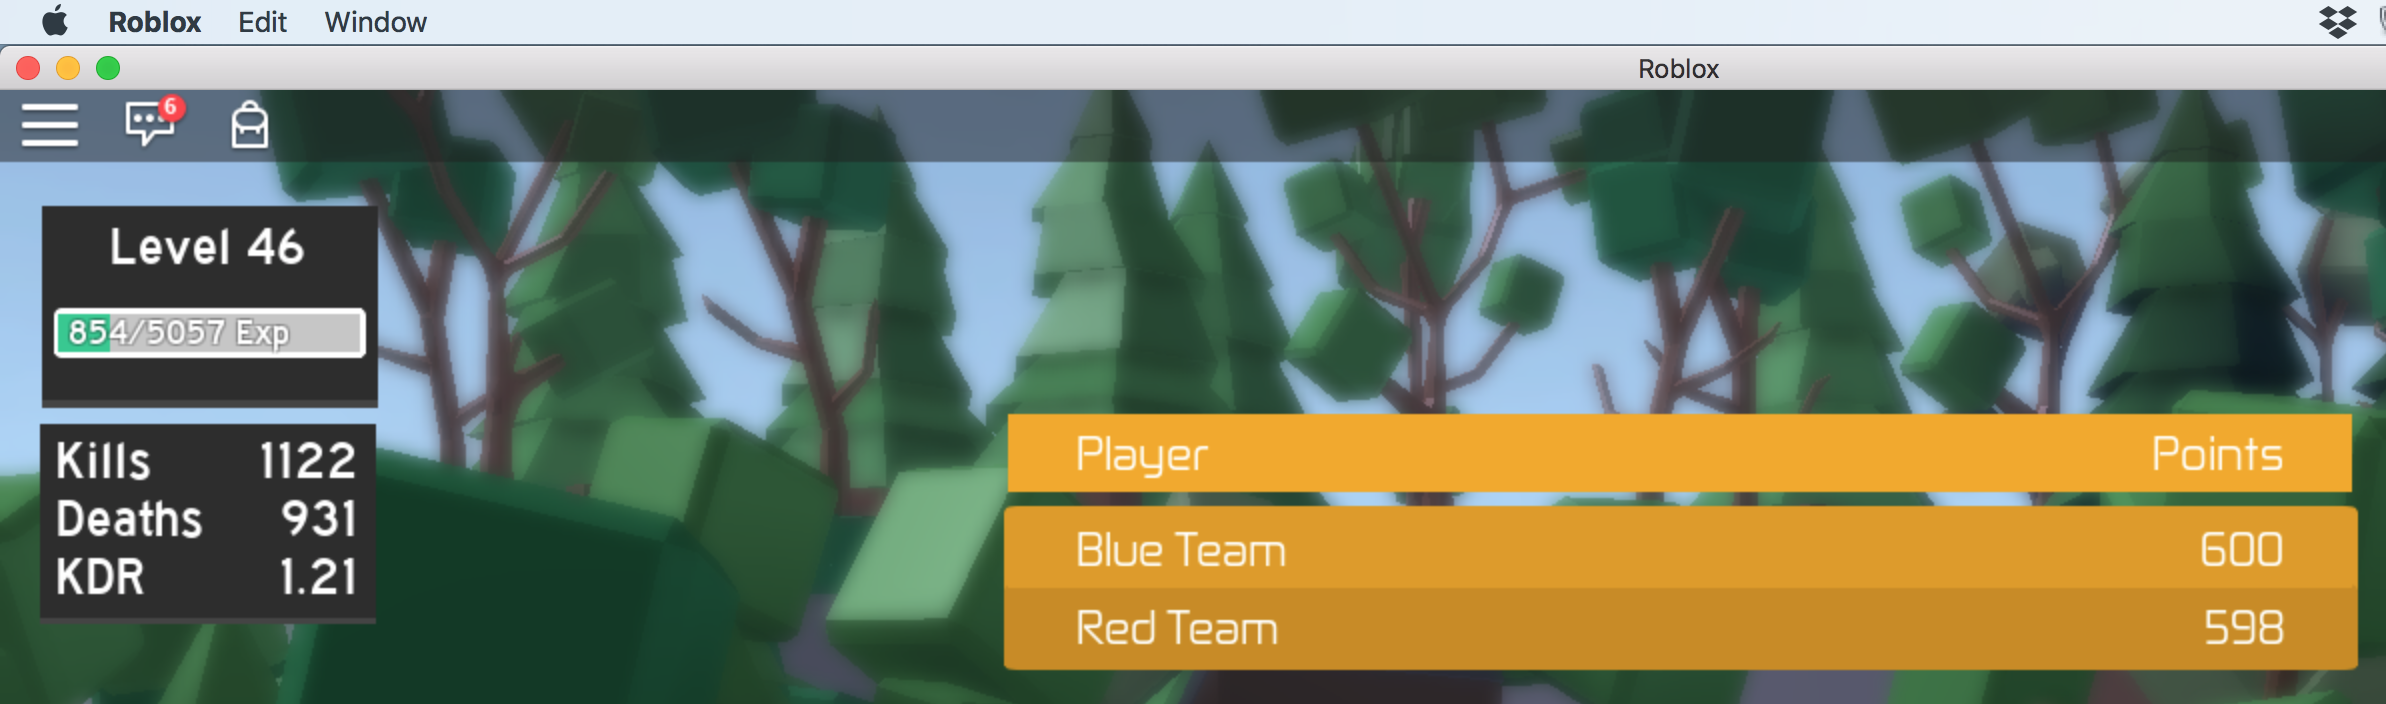 Roblox Edit Window
Roblox
6
Level 46
854/5057 Exp
Kills 1122
Deaths 931
KDR 1.21
Player Points
Blue Team 600
Red Team 598